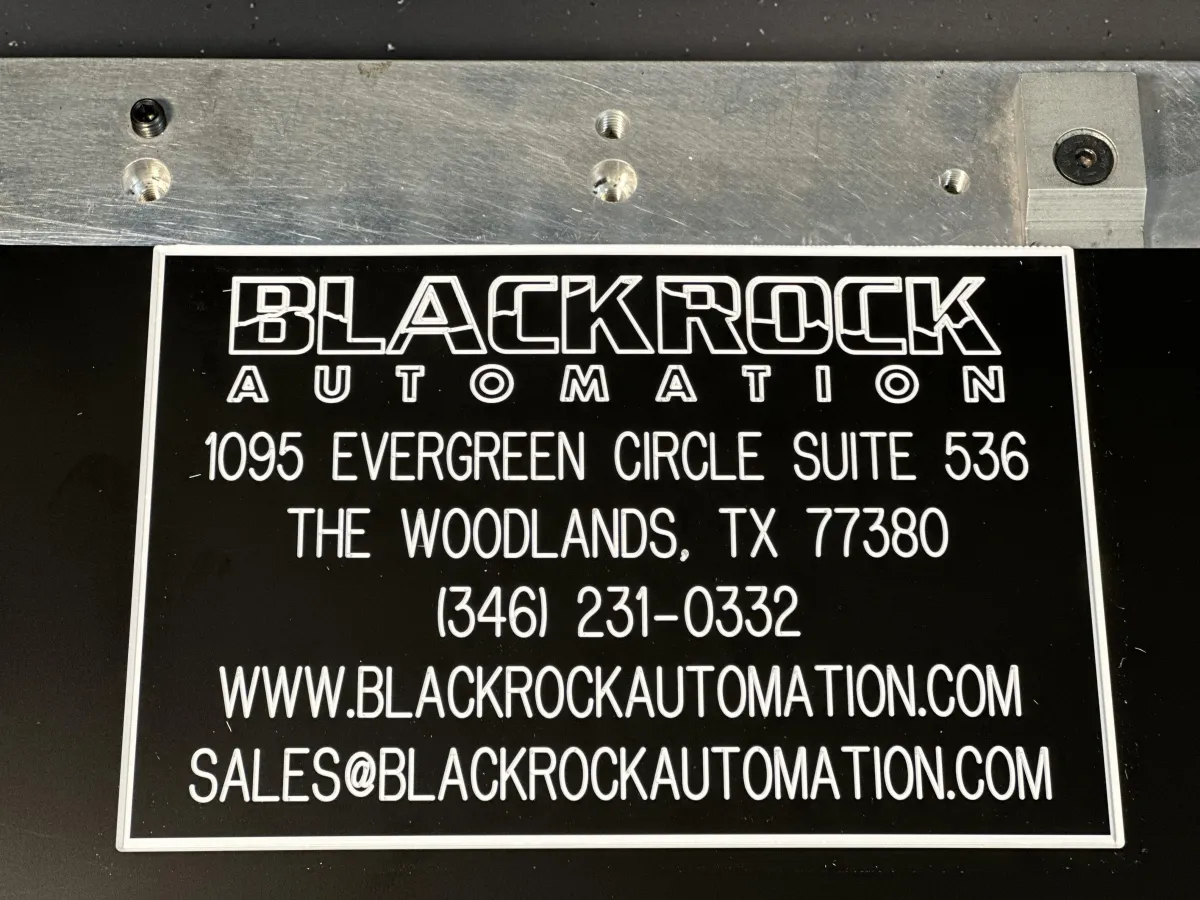 BLACKROCK
AUTOMATION
1095 EVERGREEN CIRCLE SUITE 536
THE WOODLANDS, TX 77380
(346) 231-0332
WWW.BLACKROCKAUTOMATION.COM
SALES@BLACKROCKAUTOMATION.COM